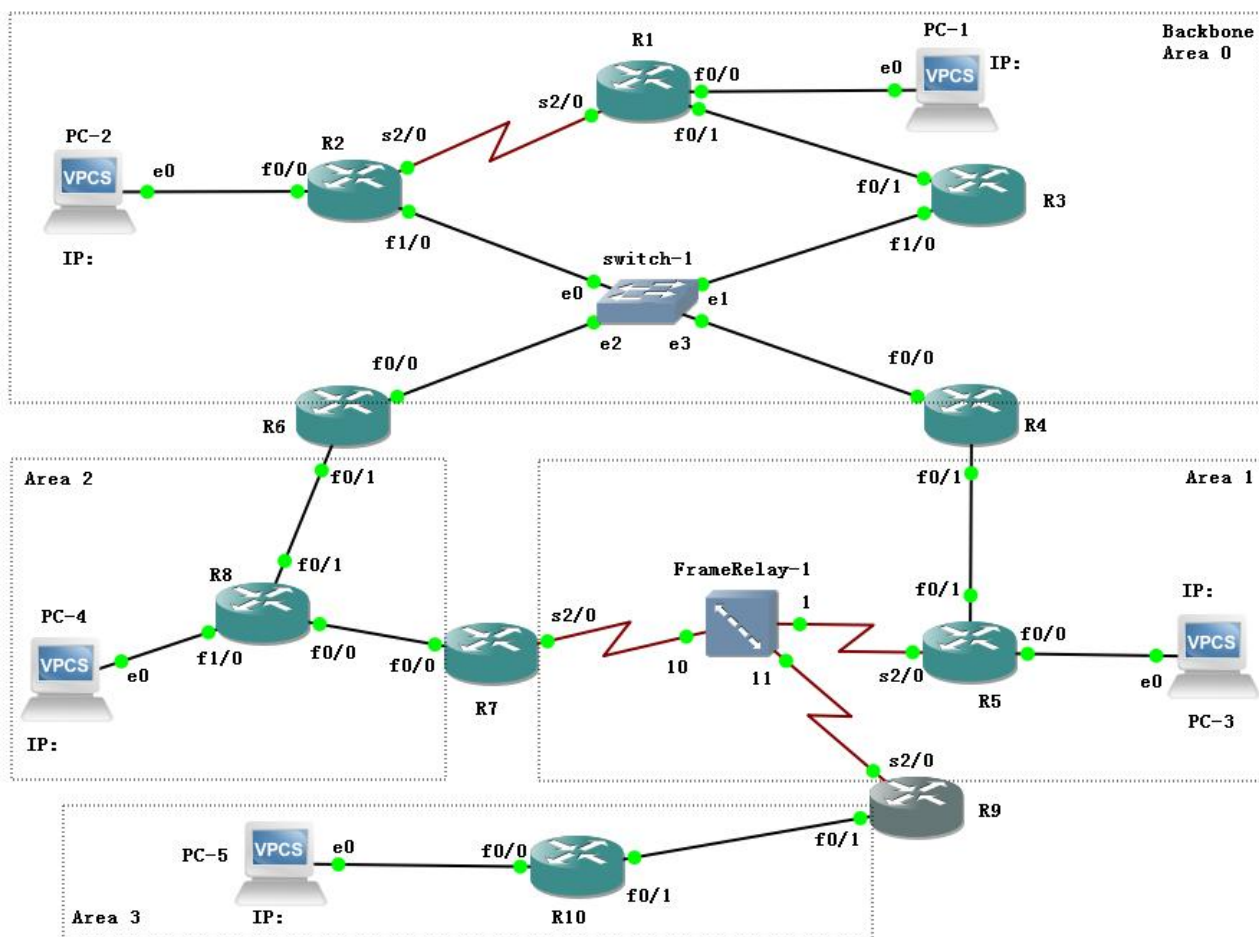 Backbone
Area 0
R1
PC-1
IP:
f0/0
e0
VPCS
s2/0
f0/1
PC-2
s2/0
R2
VPCS
e0
f0/0
f0/1
R3
f1/0
f1/0
IP:
switch-1
e0
e1
e2
e3
f0/0
f0/0
R6
R4
Area 2
f0/1
f0/1
Area 1
R8
f0/1
FrameRelay-1
f0/1
IP:
PC-4
s2/0
1
f0/0
VPCS
f1/0
f0/0
f0/0
10
11
s2/0
e0
VPCS
e0
R7
R5
PC-3
IP:
s2/0
R9
PC-5
VPCS
e0
f0/0
f0/1
f0/1
Area 3
IP:
R10